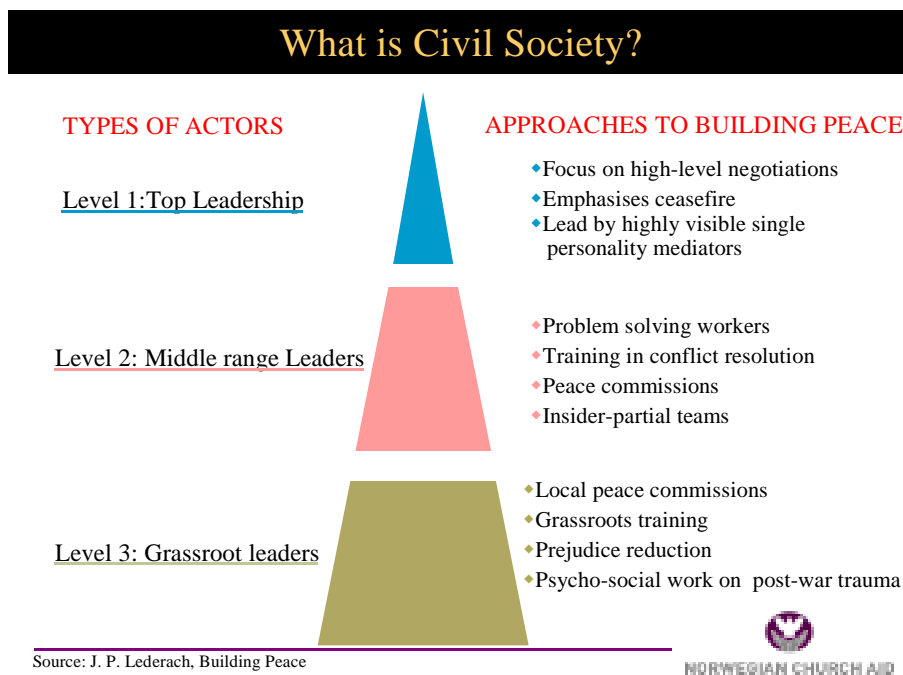 What is Civil Society?
TYPES OF ACTORS
APPROACHES TO BUILDING PEACE
Level 1:Top Leadership
◆Focus on high-level negotiations
◆Emphasises ceasefire
◆Lead by highly visible single
personality mediators
Level 2: Middle range Leaders
◆Problem solving workers
◆Training in conflict resolution
◆Peace commissions
◆Insider-partial teams
Level 3: Grassroot leaders
◆Local peace commissions
◆Grassroots training
◆Prejudice reduction
◆Psycho-social work on post-war trauma
Source: J. P. Lederach, Building Peace
NORWEGIAN CHURCH AID